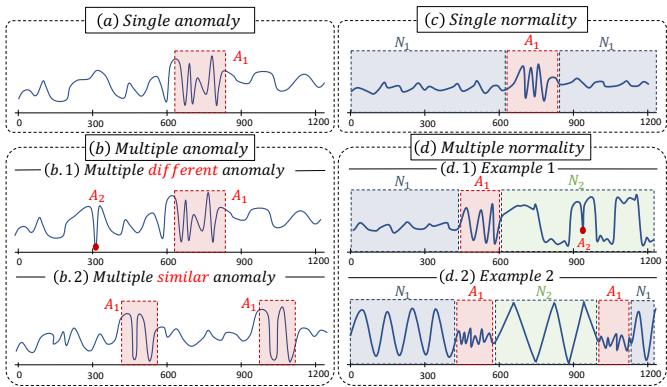 (a) Single anomaly
A₁
0 300 600 900 1200
(b) Multiple anomaly
(b.1) Multiple different anomaly
A₂
A₁
0 300 600 900 1200
(b.2) Multiple similar anomaly
A₁
A₁
0 300 600 900 1200
(c) Single normality
N₁ A₁ N₁
0 300 600 900 1200
(d) Multiple normality
(d.1) Example 1
N₁ A₁ N₂
A₂
0 300 600 900 1200
(d.2) Example 2
N₁ A₁ N₂ A₁ N₁
0 300 600 900 1200